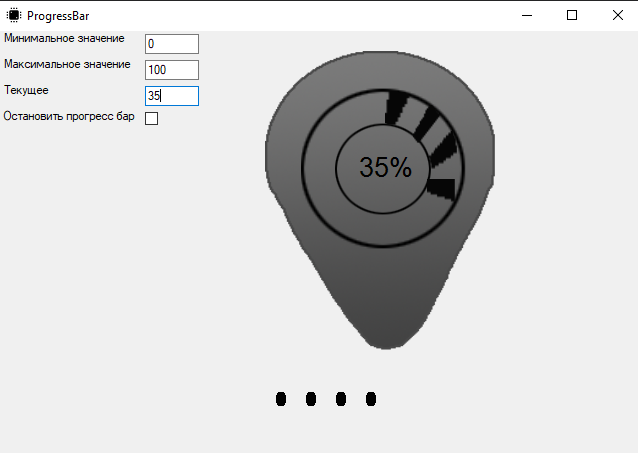 ProgressBar
Минимальное значение 0
Максимальное значение 100
Текущее 35
Остановить прогресс бар
35%